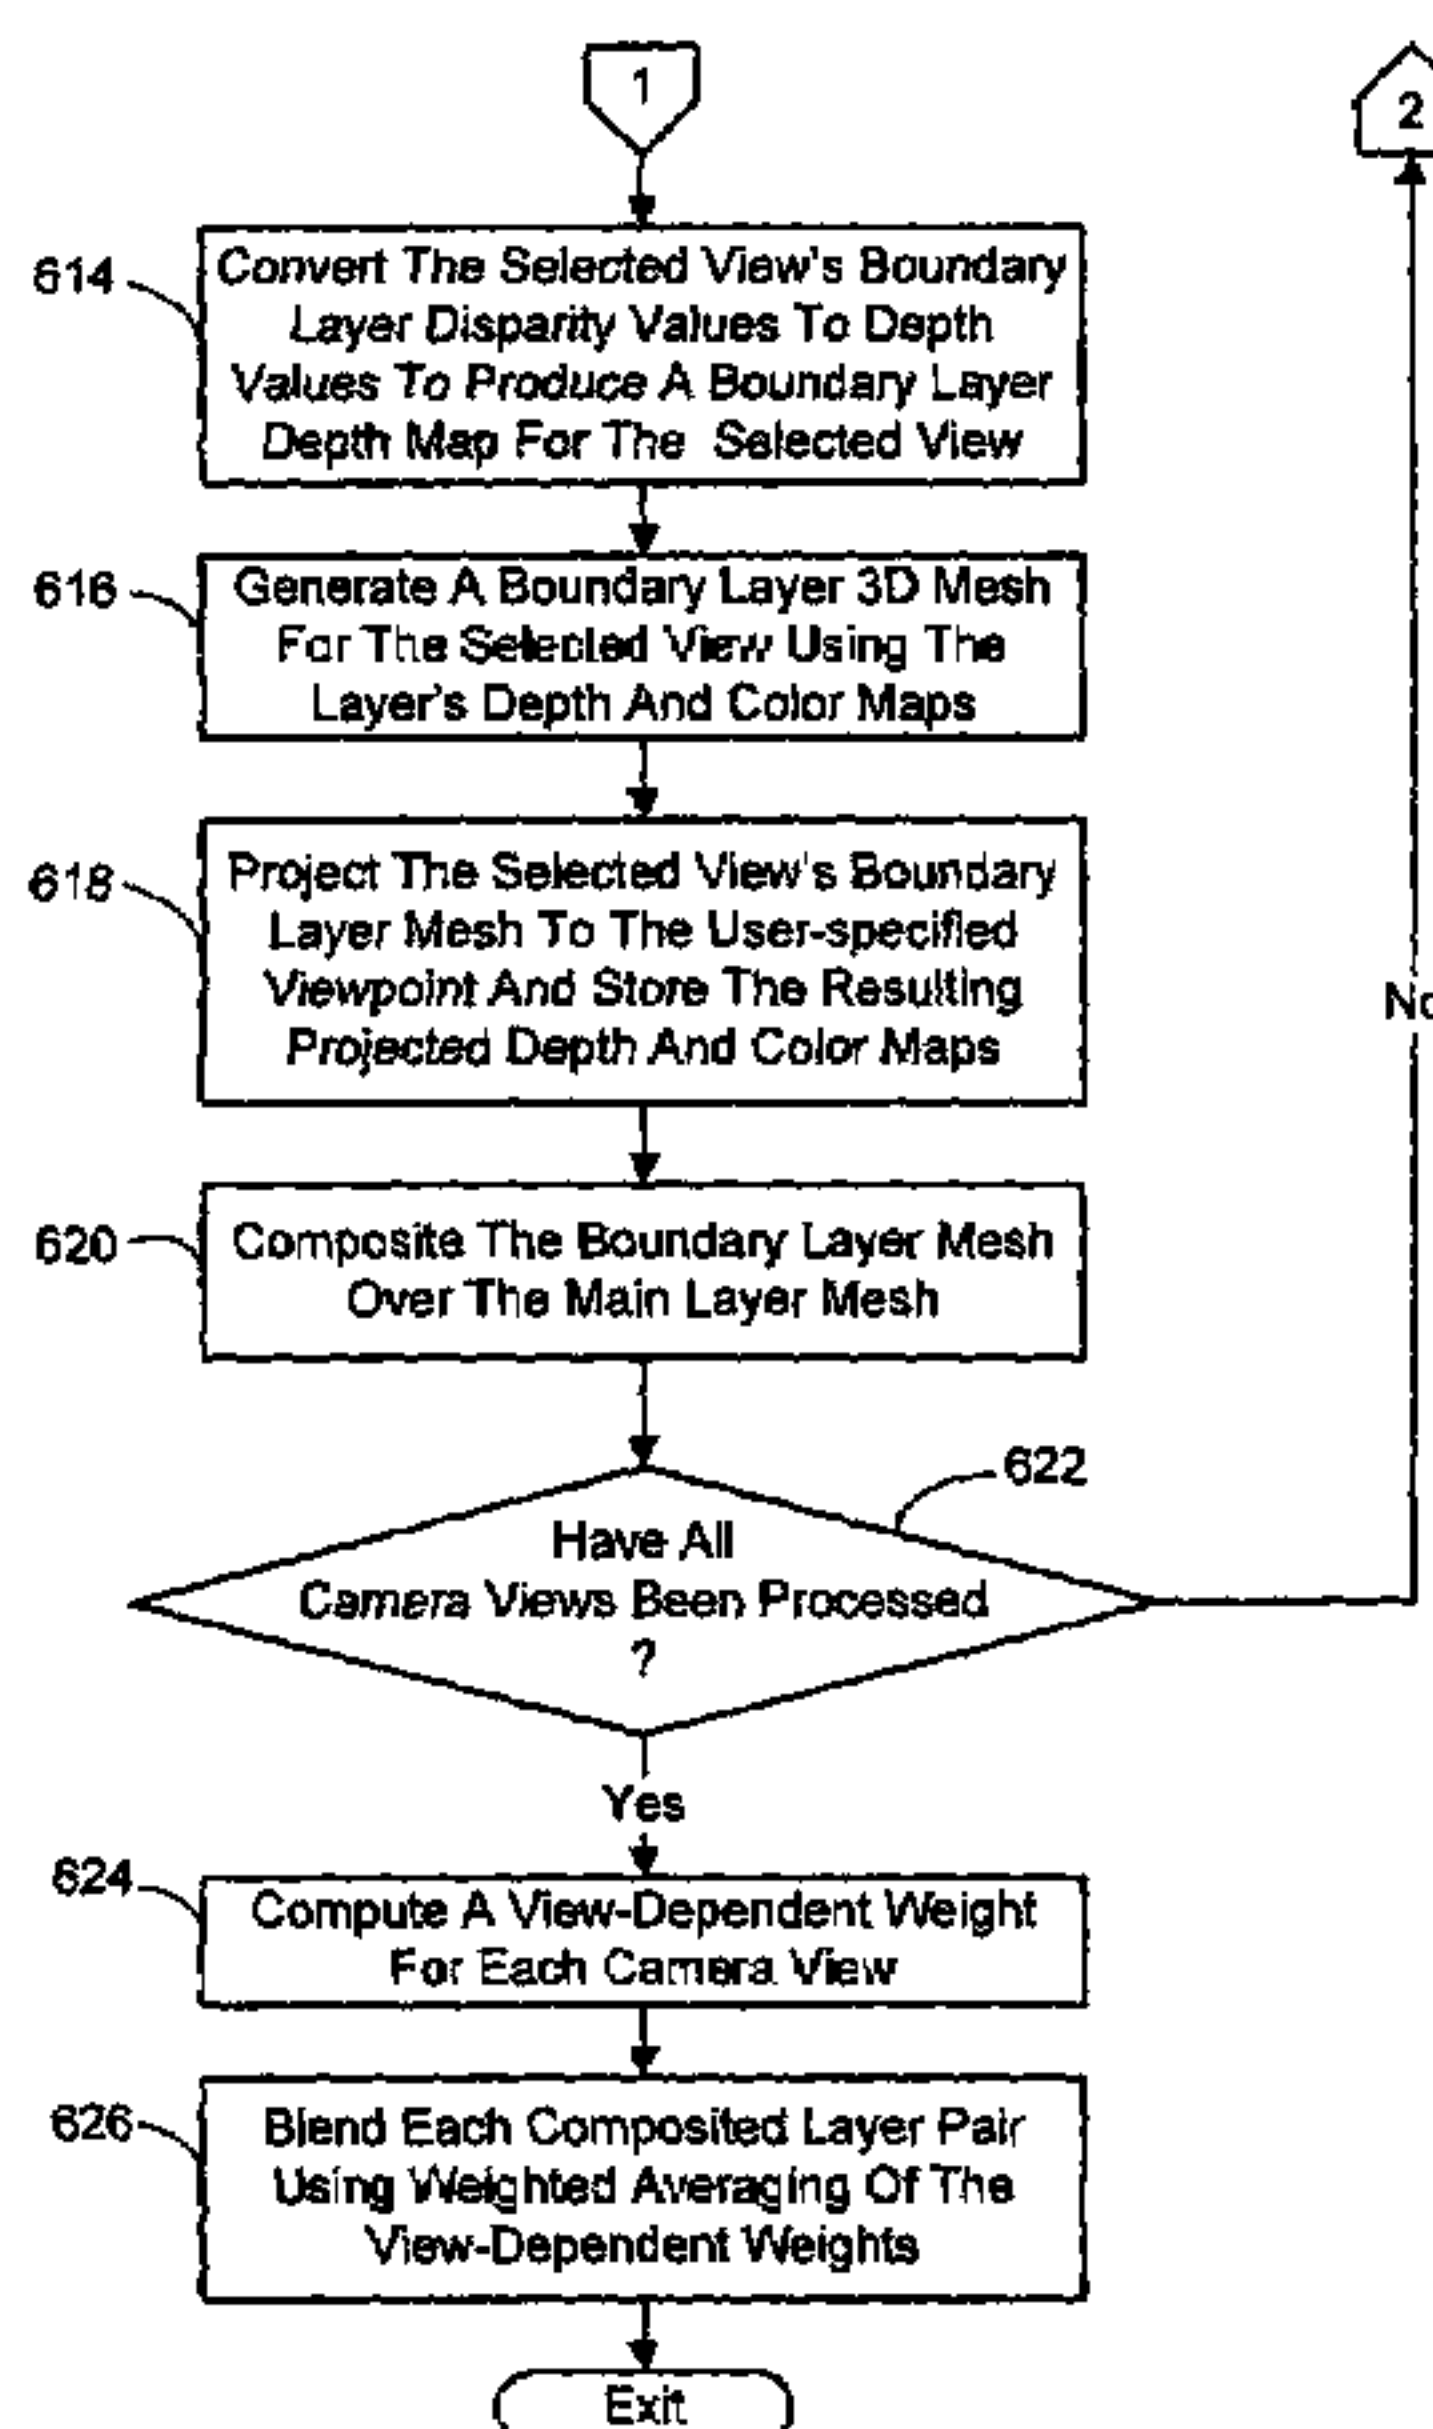 1
2
614
Convert The Selected View's Boundary
Layer Disparity Values To Depth
Values To Produce A Boundary Layer
Depth Map For The Selected View
616
Generate A Boundary Layer 3D Mesh
For The Selected View Using The
Layer's Depth And Color Maps
618
Project The Selected View's Boundary
Layer Mesh To The User-specified
Viewpoint And Store The Resulting
Projected Depth And Color Maps
No
620
Composite The Boundary Layer Mesh
Over The Main Layer Mesh
622
Have All
Camera Views Been Processed
?
Yes
624
Compute A View-Dependent Weight
For Each Camera View
626
Blend Each Composited Layer Pair
Using Weighted Averaging Of The
View-Dependent Weights
Exit